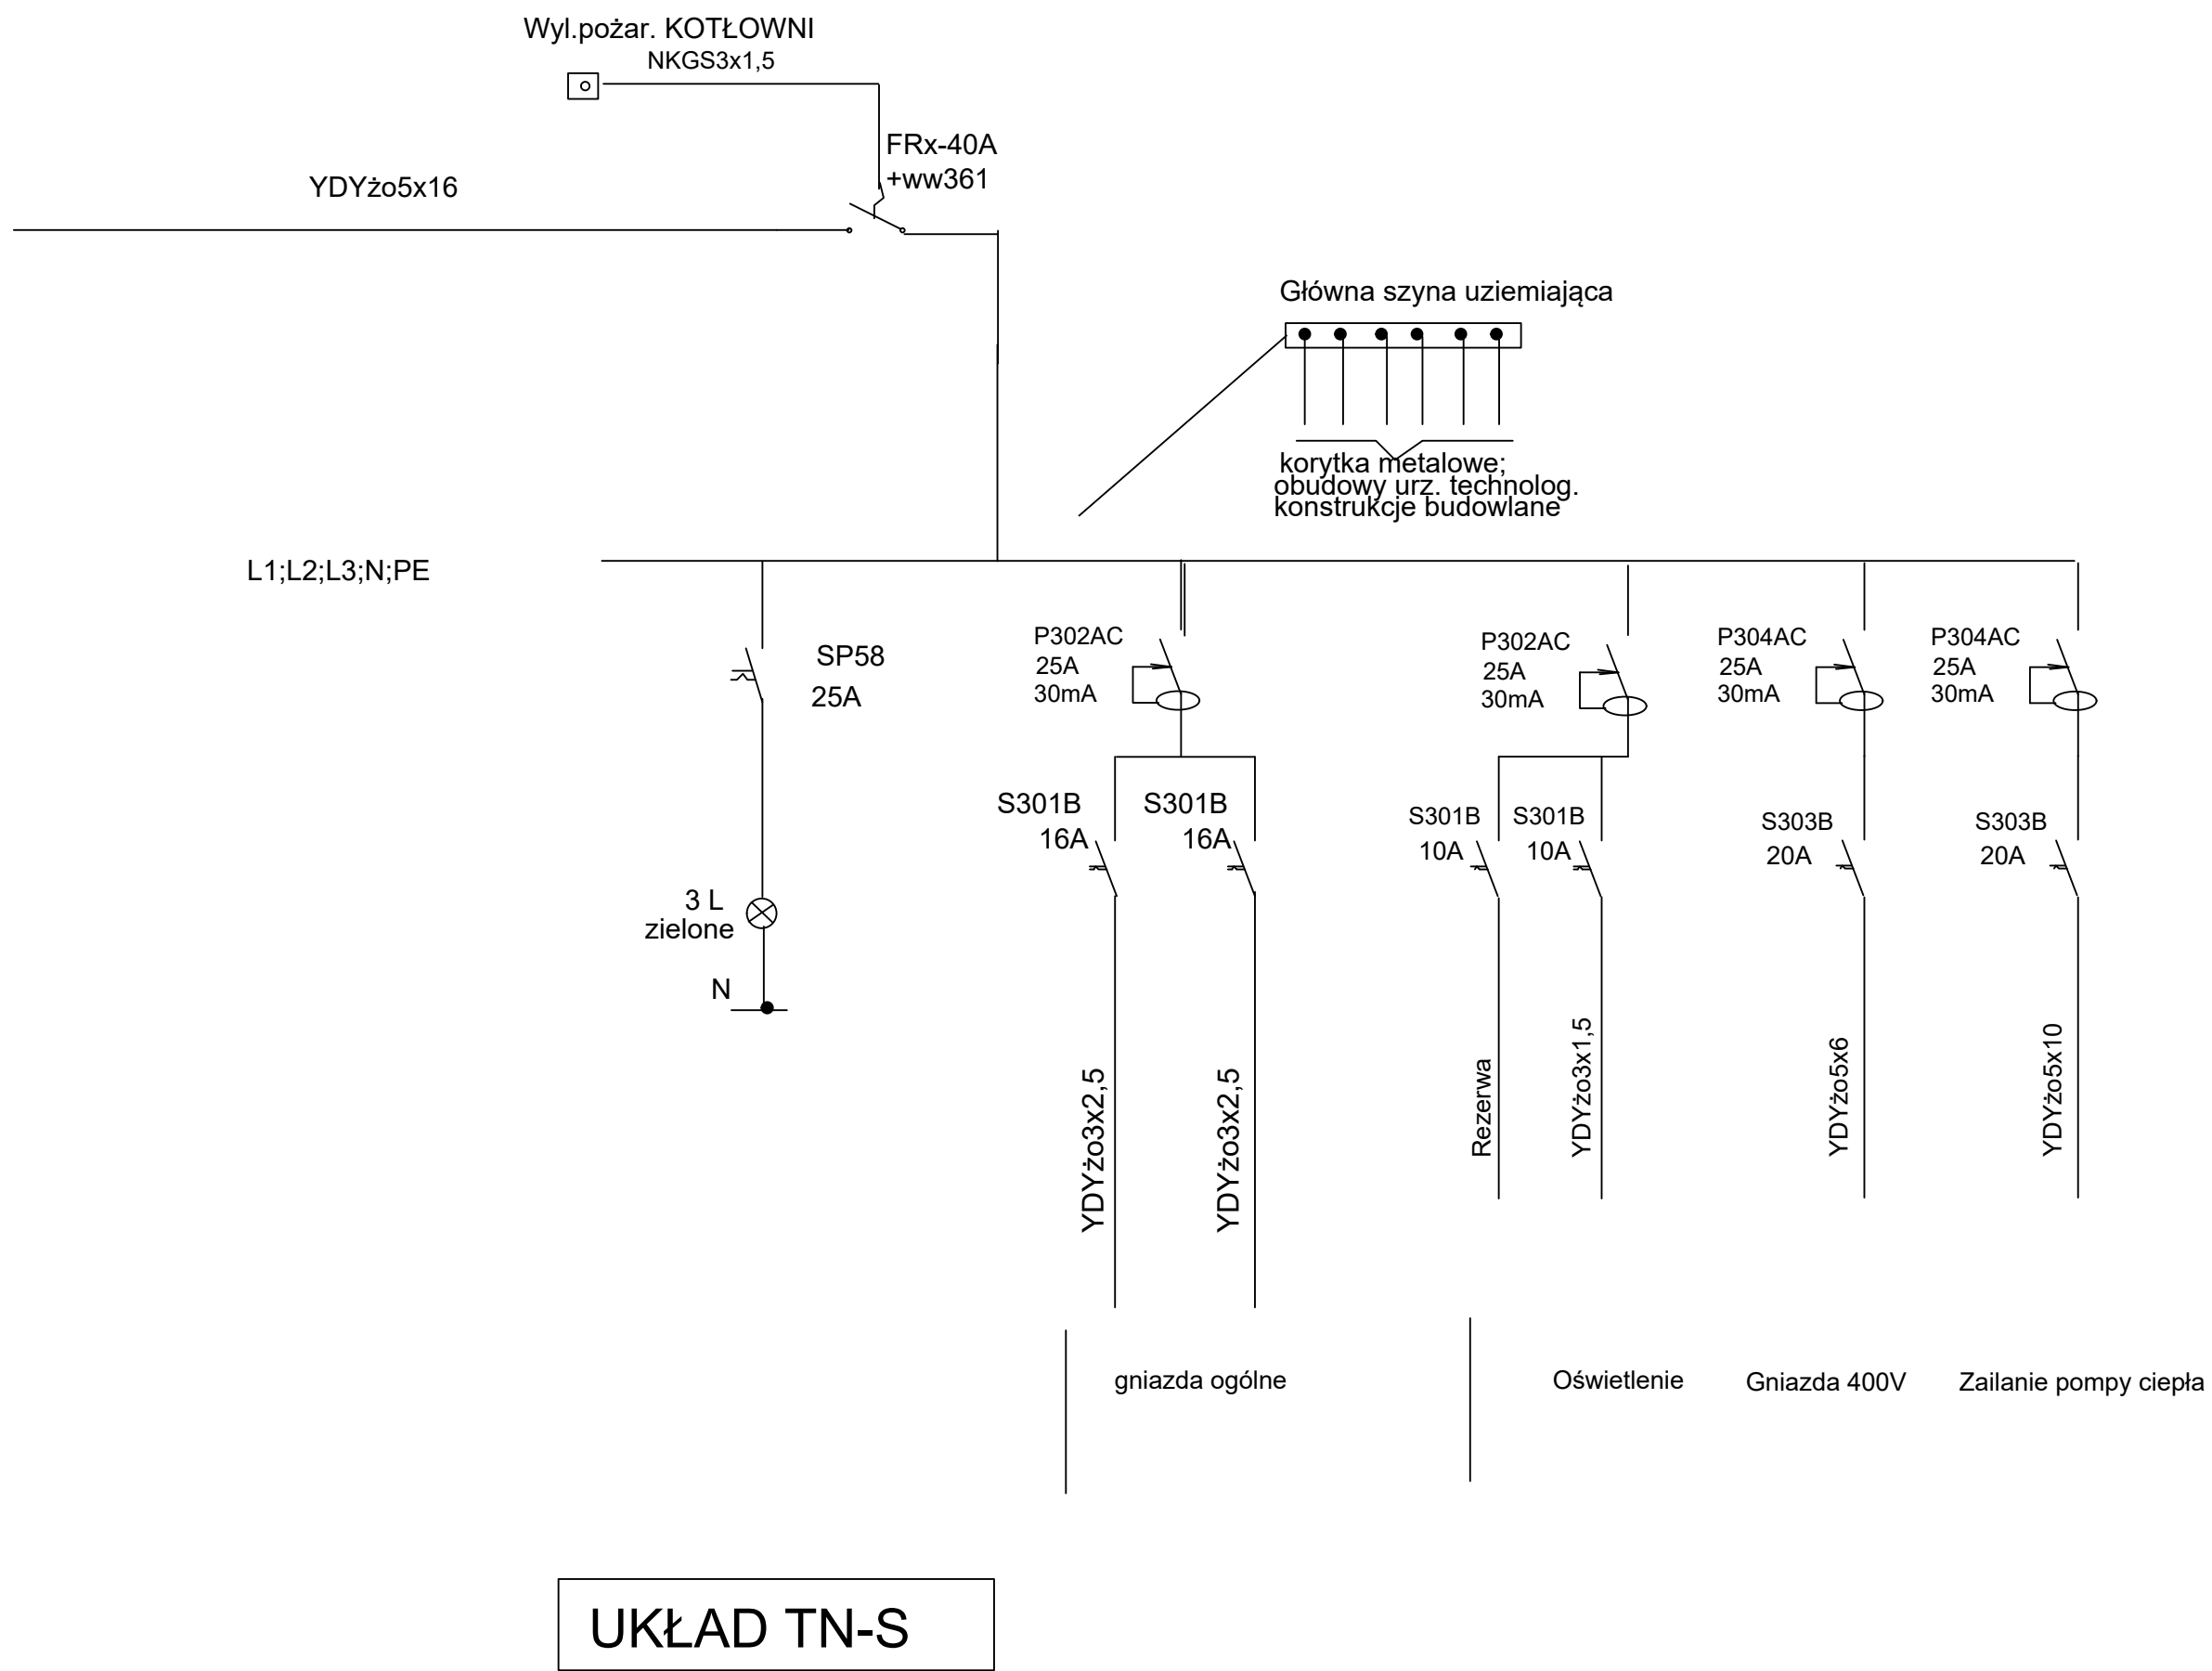 Wyl.pożar. KOTŁOWNI
NKGS3x1,5
FRx-40A
+ww361
YDYżo5x16
Główna szyna uziemiająca
korytka metalowe;
obudowy urz. technolog.
konstrukcje budowlane
L1;L2;L3;N;PE
SP58
25A
P302AC
25A
30mA
P302AC
25A
30mA
P304AC
25A
30mA
P304AC
25A
30mA
S301B
16A
S301B
16A
S301B
10A
S301B
10A
S303B
20A
S303B
20A
3 L
zielone
N
YDYżo3x2,5
YDYżo3x2,5
Rezerwa
YDYżo3x1,5
YDYżo5x6
YDYżo5x10
gniazda ogólne
Oświetlenie
Gniazda 400V
Zailanie pompy ciepła
UKŁAD TN-S